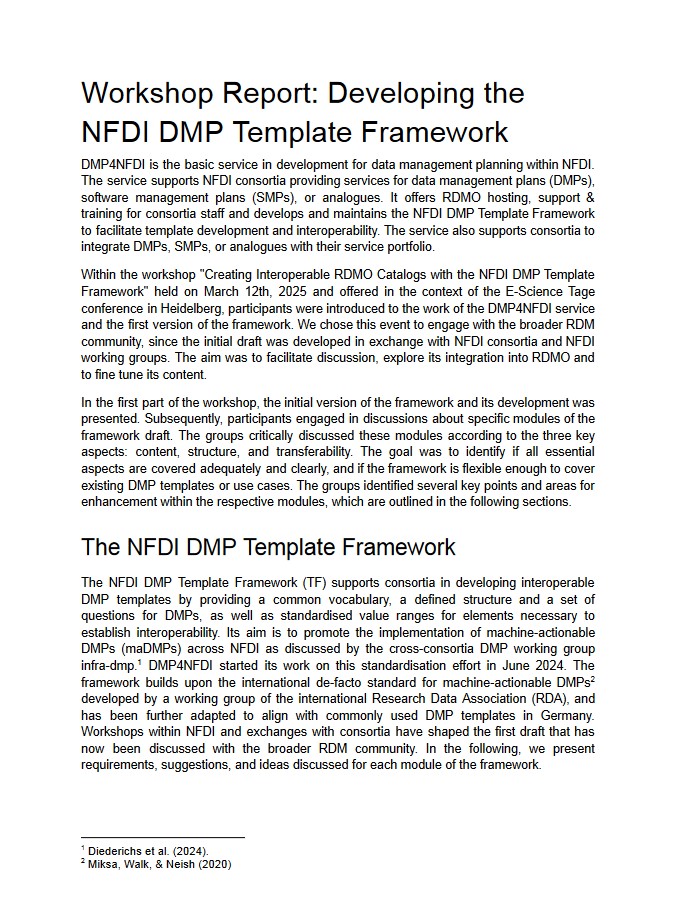 Workshop Report: Developing the
NFDI DMP Template Framework
DMP4NFDI is the basic service in development for data management planning within NFDI.
The service supports NFDI consortia providing services for data management plans (DMPs),
software management plans (SMPs), or analogues. It offers RDMO hosting, support &
training for consortia staff and develops and maintains the NFDI DMP Template Framework
to facilitate template development and interoperability. The service also supports consortia to
integrate DMPs, SMPs, or analogues with their service portfolio.
Within the workshop "Creating Interoperable RDMO Catalogs with the NFDI DMP Template
Framework" held on March 12th, 2025 and offered in the context of the E-Science Tage
conference in Heidelberg, participants were introduced to the work of the DMP4NFDI service
and the first version of the framework. We chose this event to engage with the broader RDM
community, since the initial draft was developed in exchange with NFDI consortia and NFDI
working groups. The aim was to facilitate discussion, explore its integration into RDMO and
to fine tune its content.
In the first part of the workshop, the initial version of the framework and its development was
presented. Subsequently, participants engaged in discussions about specific modules of the
framework draft. The groups critically discussed these modules according to the three key
aspects: content, structure, and transferability. The goal was to identify if all essential
aspects are covered adequately and clearly, and if the framework is flexible enough to cover
existing DMP templates or use cases. The groups identified several key points and areas for
enhancement within the respective modules, which are outlined in the following sections.
The NFDI DMP Template Framework
The NFDI DMP Template Framework (TF) supports consortia in developing interoperable
DMP templates by providing a common vocabulary, a defined structure and a set of
questions for DMPs, as well as standardised value ranges for elements necessary to
establish interoperability. Its aim is to promote the implementation of machine-actionable
DMPs (maDMPs) across NFDI as discussed by the cross-consortia DMP working group
infra-dmp.¹ DMP4NFDI started its work on this standardisation effort in June 2024. The
framework builds upon the international de-facto standard for machine-actionable DMPs²
developed by a working group of the international Research Data Association (RDA), and
has been further adapted to align with commonly used DMP templates in Germany.
Workshops within NFDI and exchanges with consortia have shaped the first draft that has
now been discussed with the broader RDM community. In the following, we present
requirements, suggestions, and ideas discussed for each module of the framework.
¹ Diederichs et al. (2024).
² Miksa, Walk, & Neish (2020)